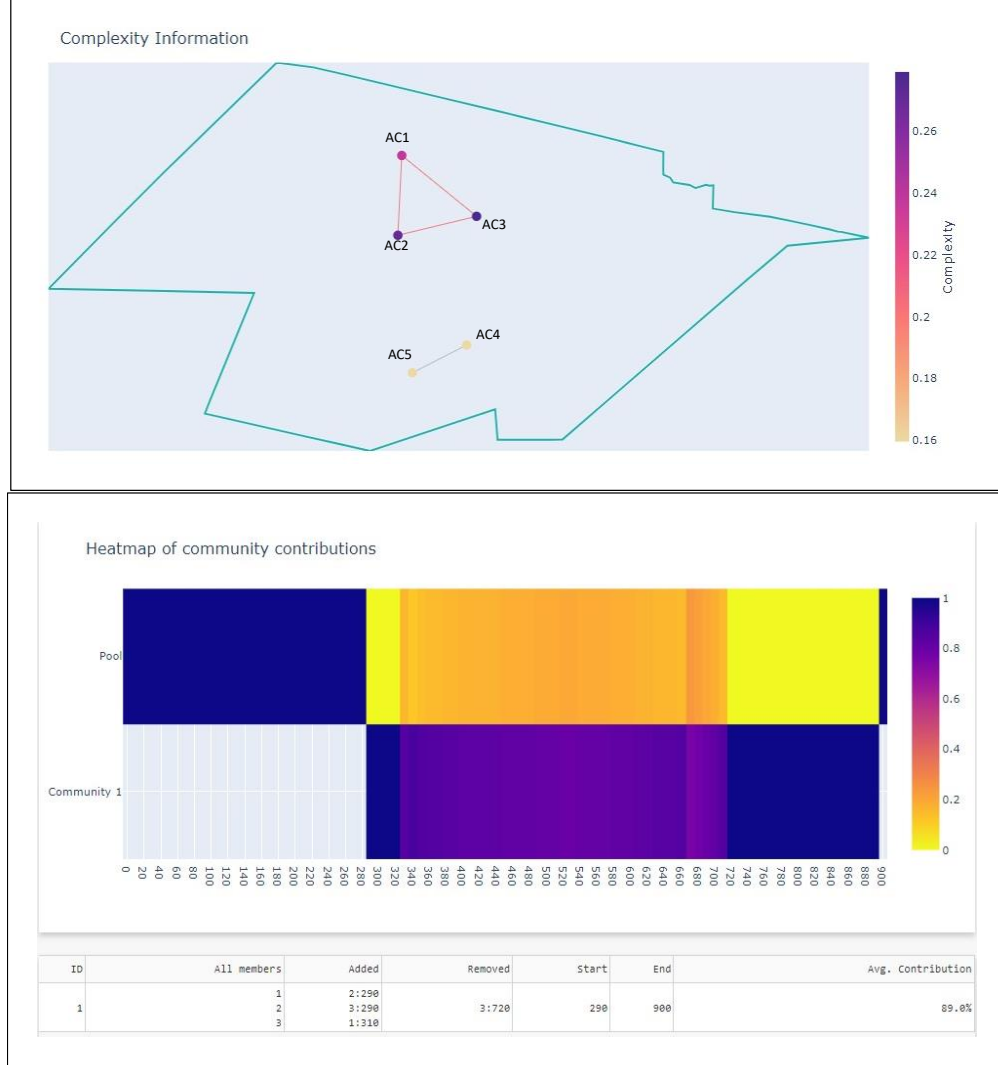 Complexity Information
AC1
AC3
AC2
AC4
AC5
0.26
0.24
0.22
0.2
0.18
0.16
Complexity
Heatmap of community contributions
Pool
Community 1
0 20 40 60 80 100 120 140 160 180 200 220 240 260 280 300 320 340 360 380 400 420 440 460 480 500 520 540 560 580 600 620 640 660 680 700 720 740 760 780 800 820 840 860 880 900
1
0.8
0.6
0.4
0.2
0
ID All members Added Removed Start End Avg. Contribution
1 2:290
1 2 3:290 3:720 290 900 89.0%
3 1:310